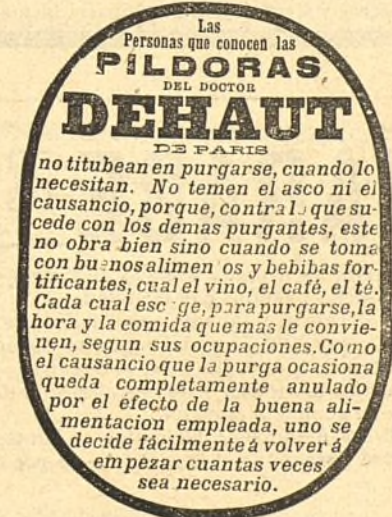 Las
Personas que conocen las
PILDORAS
DEL DOCTOR
DEHAUT
DE PARIS
no titubean en purgarse, cuando lo
necesitan. No temen el asco ni el
causancio, porque, contra lo que su-
cede con los demas purgantes, este
no obra bien sino cuando se toma
con buenos alimentos y bebidas for-
tificantes, cual el vino, el café, el té.
Cada cual escoge, para purgarse, la
hora y la comida que mas le convie-
nen, segun sus ocupaciones. Como
el causancio que la purga ocasiona
queda completamente anulado
por el efecto de la buena ali-
mentacion empleada, uno se
decide fácilmente á volver á
empezar cuantas veces
sea necesario.